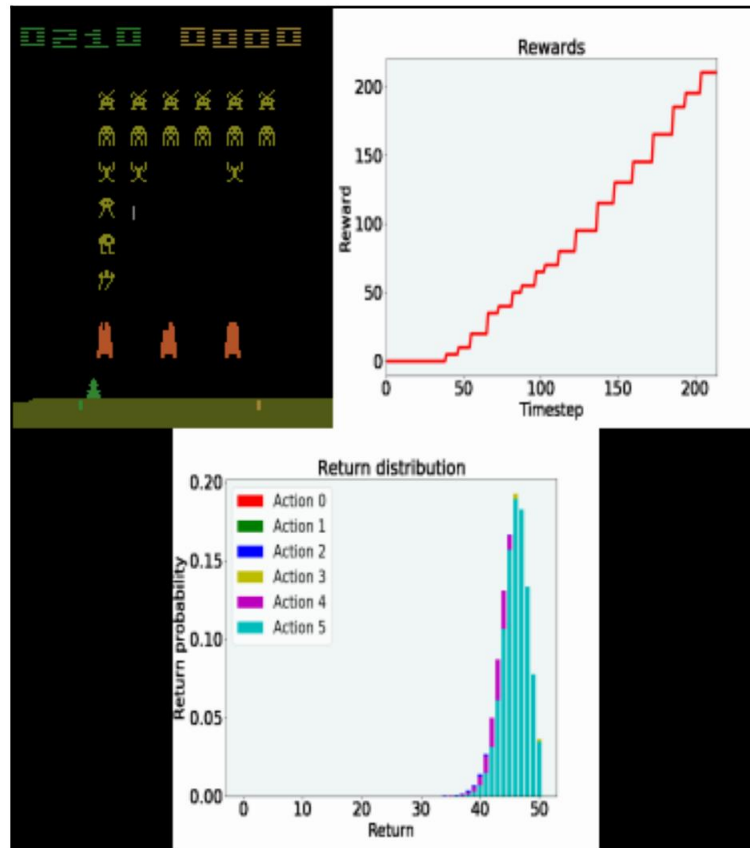 0210 0000
Rewards
200
150
100
50
0
Reward
0 50 100 150 200
Timestep
Return distribution
0.20
0.15
0.10
0.05
0.00
Return probability
Action 0
Action 1
Action 2
Action 3
Action 4
Action 5
0 10 20 30 40 50
Return